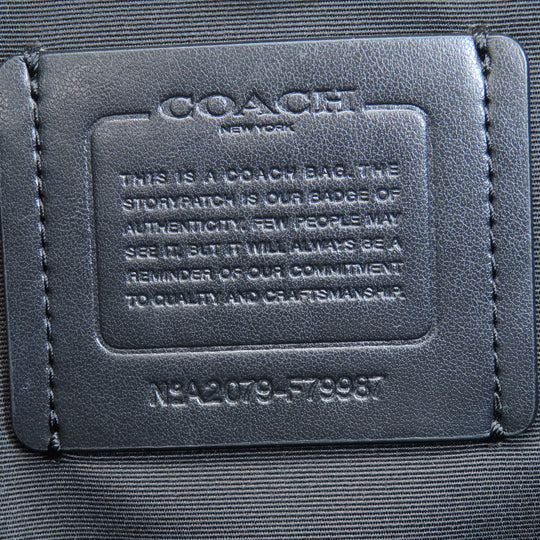 COACH
NEW YORK
THIS IS A COACH BAG. THE
STORYPATCH IS OUR BADGE OF
AUTHENTICITY. FEW PEOPLE MAY
SEE IT, BUT IT WILL ALWAYS BE A
REMINDER OF OUR COMMITMENT
TO QUALITY AND CRAFTSMANSHIP.
NoA2079-F79987